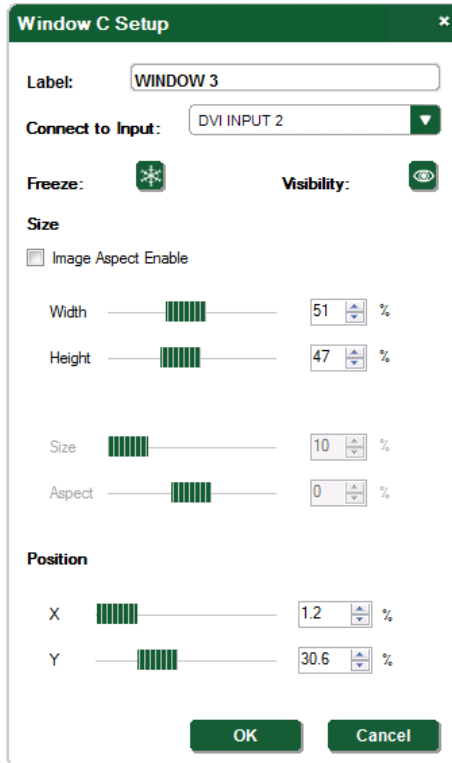 Window C Setup ×
Label: WINDOW 3
Connect to Input: DVI INPUT 2
Freeze: Visibility:
Size
Image Aspect Enable
Width 51 %
Height 47 %
Size 10 %
Aspect 0 %
Position
X 1.2 %
Y 30.6 %
OK Cancel